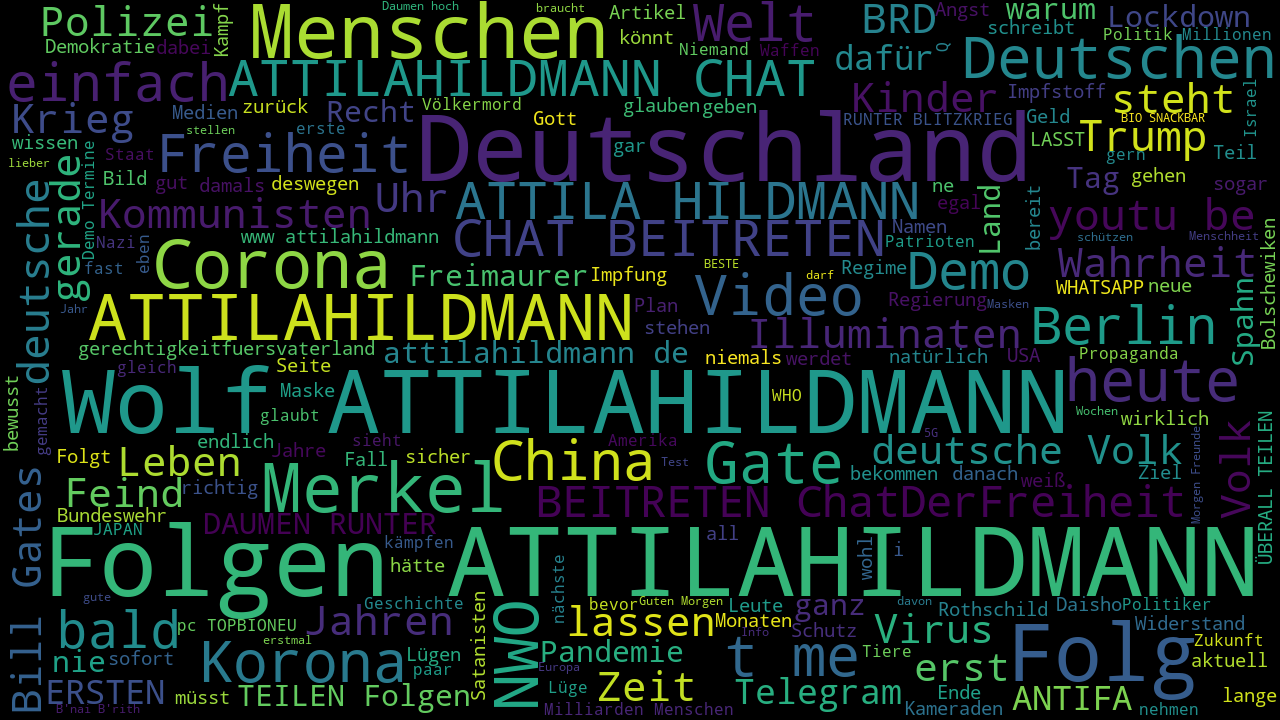 Polizei
Daumen hoch
braucht
Artikel
Welt
BRD
Angst
warum
Lockdown
Demokratie
dabei
Kampf
Menschen
könnt
Niemand
Waffen
schreibt
Politik
Millionen
einfach
ATTILAHILDMANN CHAT
dafür
Q
Deutschen
Krieg
Medien
zurück
Recht
Völkermord
glauben
geben
Kinder
Impfstoff
steht
Israel
stellen
erste
Gott
RUNTER BLITZKRIEG
Geld
BIO SNACKBAR
wissen
Deutschland
gar
LASST
Trump
lieber
Staat
Freiheit
gern
Teil
Demo Termine
Bild
gut
damals
deswegen
Uhr
ATTILA HILDMANN
ne
egal
Land
bereit
Tag
gehen
sogar
deutsche
gerade
Kommunisten
CHAT BEITRETEN
Namen
youtu be
Nazi
eben
www attilahildmann
Patrioten
schützen
Menschheit
Bolschewiken
fast
Corona
Freimaurer
Impfung
BESTE
Video
darf
Regime
Demo
Wahrheit
WHATSAPP
neue
Jahr
ATTILAHILDMANN
Plan
Regierung
Masken
stehen
Illuminaten
Berlin
Spahn
gerechtigkeitfuersvaterland
attilahildmann de
niemals
werdet
natürlich
USA
Propaganda
gleich
Seite
heute
bewusst
gemacht
Wolf ATTILAHILDMANN
Maske
WHO
glaubt
Wochen
wirklich
endlich
Jahre
sieht
Amerika
5G
deutsche Volk
ÜBERALL TEILEN
Folgt
Leben
Fall
sicher
China
Test
Gate
bekommen
danach
weiß
Ziel
Morgen Freunde
Volk
Feind
richtig
Merkel
BEITRETEN ChatDerFreiheit
Bundeswehr
JAPAN
DAUMEN RUNTER
kämpfen
all
wohl
i
Bill Gates
Folgen ATTILAHILDMANN
hätte
nächste
gute
Geschichte
Satanisten
NWO
bevor
Guten Morgen
Leute
ganz
davon
Rothschild
Daisho
Politiker
bald
pc TOPBIONEU
Jahren
lassen
Monaten
Info
Schutz
Virus
Widerstand
Folg
Zukunft
nie
sofort
erstmal
Korona
Lügen
paar
Pandemie
t me
Tiere
erst
aktuell
Europa
ERSTEN
müsst
TEILEN Folgen
Lüge
Zeit
Telegram
Ende
ANTIFA
lange
B'nai B'rith
Milliarden Menschen
Kameraden
nehmen